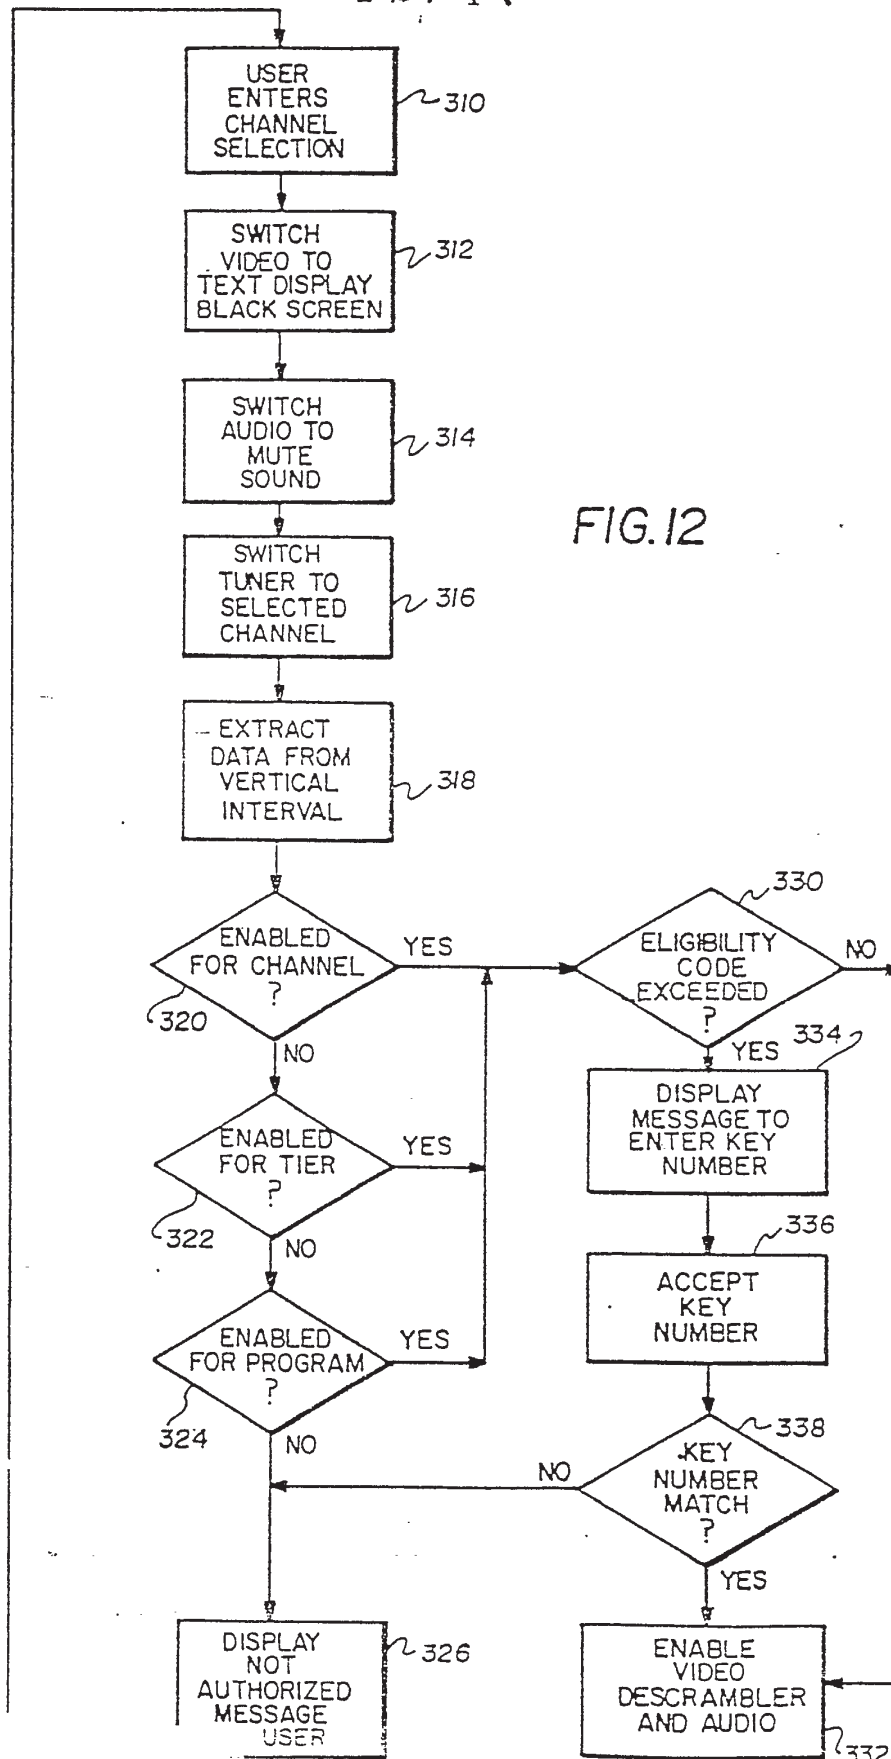 USER
ENTERS
CHANNEL
SELECTION
310
SWITCH
VIDEO TO
TEXT DISPLAY
BLACK SCREEN
312
SWITCH
AUDIO TO
MUTE
SOUND
314
FIG.12
SWITCH
TUNER TO
SELECTED
CHANNEL
316
EXTRACT
DATA FROM
VERTICAL
INTERVAL
318
ENABLED
FOR CHANNEL
?
320
YES
NO
ENABLED
FOR TIER
?
322
YES
NO
ENABLED
FOR PROGRAM
?
324
YES
NO
DISPLAY
NOT
AUTHORIZED
MESSAGE
USER
326
330
ELIGIBILITY
CODE
EXCEEDED
?
NO
YES
334
DISPLAY
MESSAGE TO
ENTER KEY
NUMBER
336
ACCEPT
KEY
NUMBER
338
KEY
NUMBER
MATCH
?
NO
YES
ENABLE
VIDEO
DESCRAMBLER
AND AUDIO
332